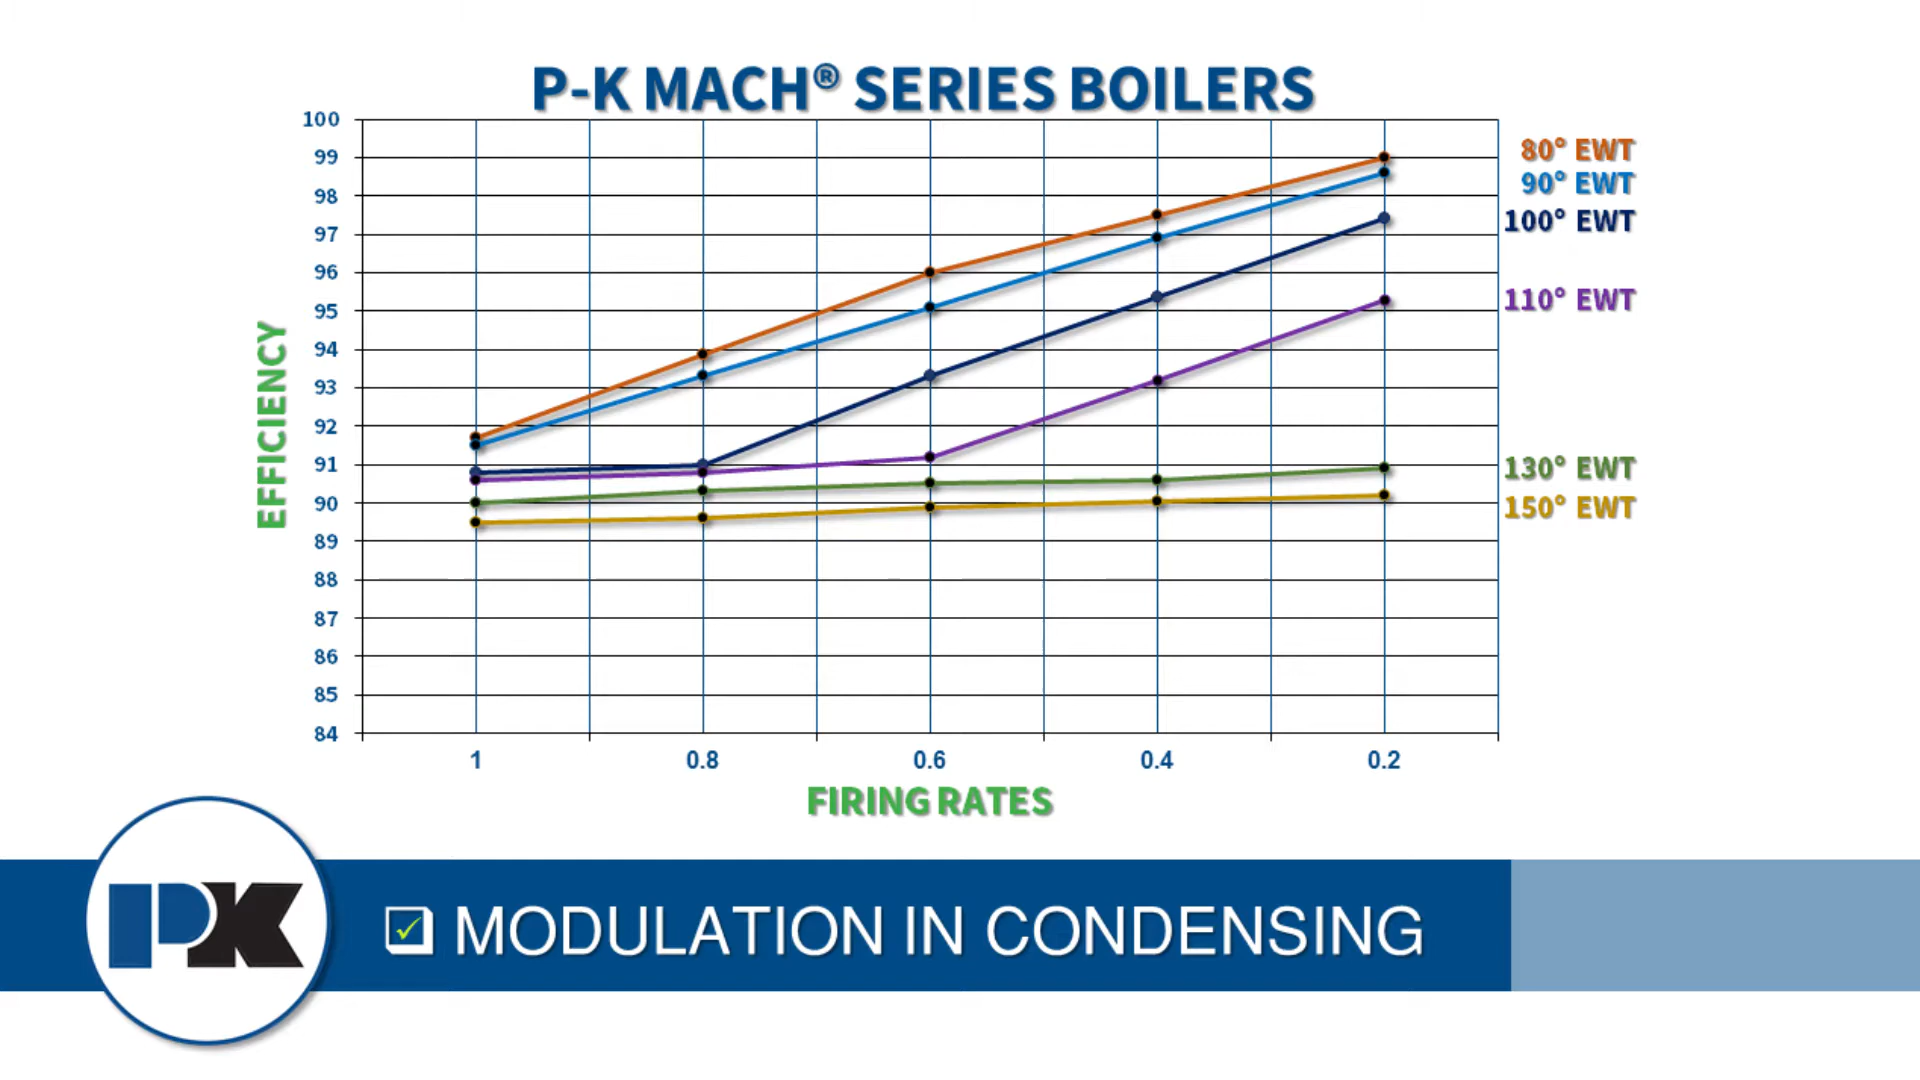 P-K MACH® SERIES BOILERS
100
99
98
97
96
95
94
93
92
91
90
89
88
87
86
85
84
EFFICIENCY
80° EWT
90° EWT
100° EWT
110° EWT
130° EWT
150° EWT
1 0.8 0.6 0.4 0.2
FIRING RATES
PK
MODULATION IN CONDENSING